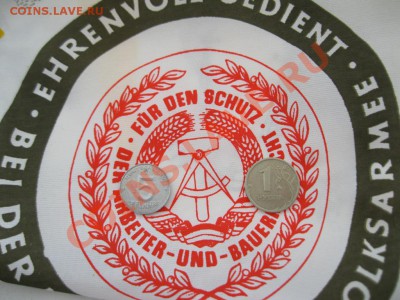 COINS.LAVE.RU
BEI DER
· EHRENVOLL GEDIENT ·
VOLKSARMEE ·
· FÜR DEN SCHUTZ ·
DER ARBEITER-UND-BAUERN
1